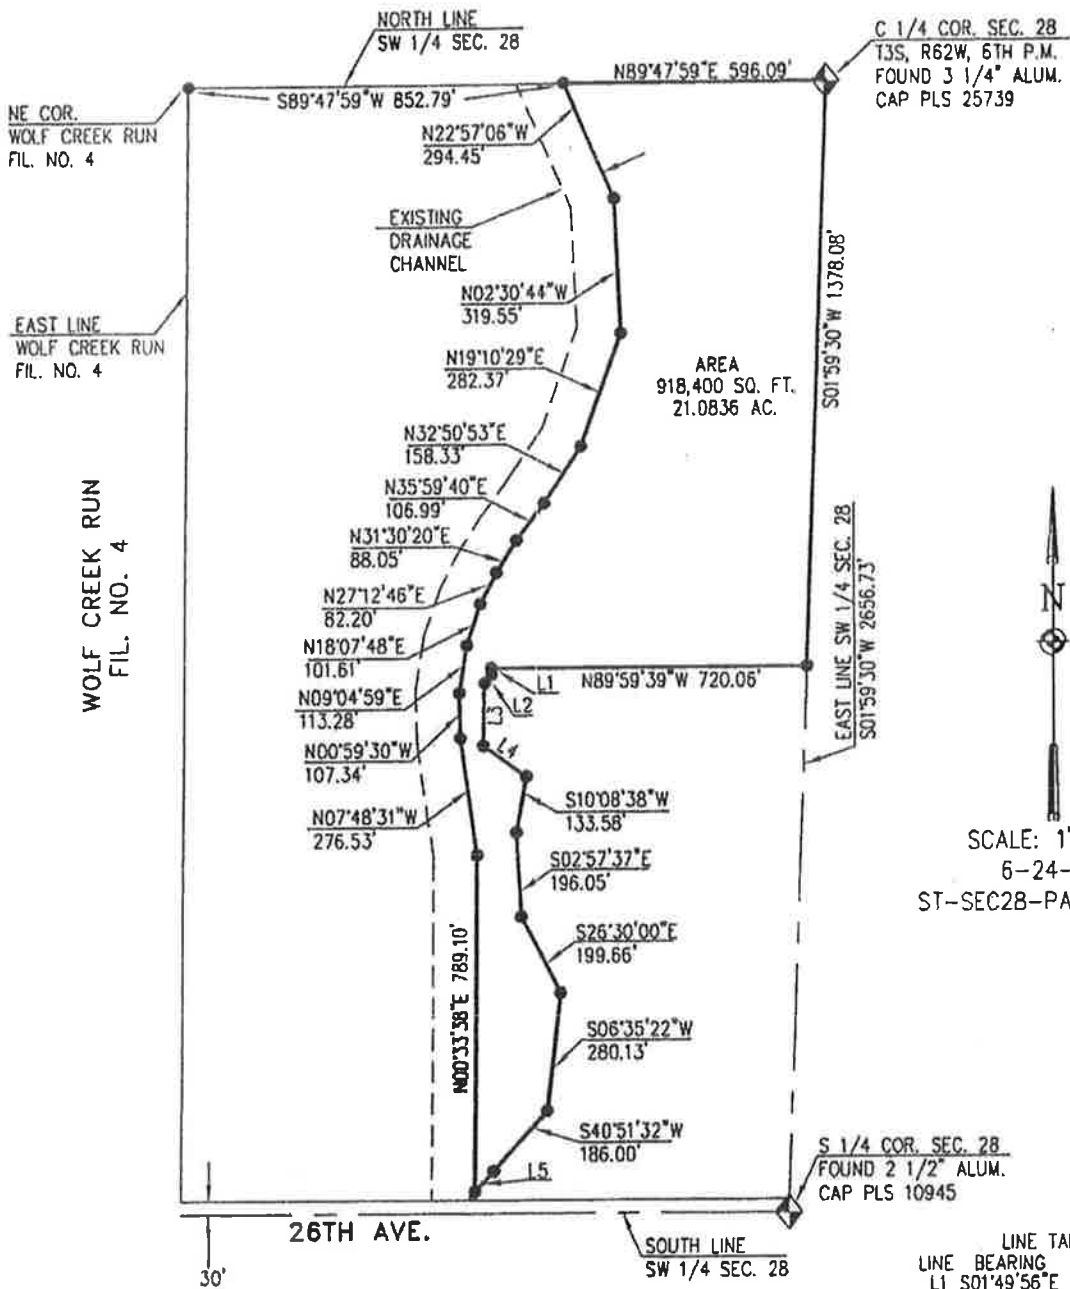 NORTH LINE
SW 1/4 SEC. 28
C 1/4 COR. SEC. 28
T3S, R62W, 6TH P.M.
FOUND 3 1/4" ALUM.
CAP PLS 25739
N89°47'59"E 596.09'
S89°47'59"W 852.79'
NE COR.
WOLF CREEK RUN
FIL. NO. 4
N22°57'06"W
294.45'
EXISTING
DRAINAGE
CHANNEL
N02°30'44"W
319.55'
EAST LINE
WOLF CREEK RUN
FIL. NO. 4
N19°10'29"E
282.37'
AREA
918,400 SQ. FT.
21.0836 AC.
S01°59'30"W 1378.08'
N32°50'53"E
158.33'
N35°59'40"E
106.99'
N31°30'20"E
88.05'
WOLF CREEK RUN
FIL. NO. 4
N27°12'46"E
82.20'
N18°07'48"E
101.61'
N09°04'59"E
113.28'
N00°59'30"W
107.34'
N07°48'31"W
276.53'
L1
L2
L3
L4
N89°59'39"W 720.06'
EAST LINE SW 1/4 SEC. 28
S01°59'30"W 2656.73'
N
SCALE: 1'
6-24-
ST-SEC28-PA
S10°08'38"W
133.58'
S02°57'37"E
196.05'
S26°30'00"E
199.66'
N00°33'38"E 789.10'
S06°35'22"W
280.13'
S40°51'32"W
186.00'
L5
S 1/4 COR. SEC. 28
FOUND 2 1/2" ALUM.
CAP PLS 10945
26TH AVE.
30'
SOUTH LINE
SW 1/4 SEC. 28
LINE TA
LINE BEARING
L1 S01°49'56"E